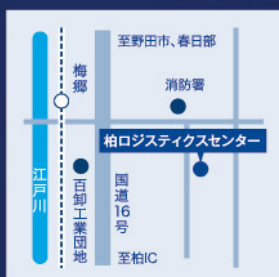 至野田市、春日部
梅郷
消防署
柏ロジスティクスセンター
江戸川
百卸工業団地
国道16号
至柏IC